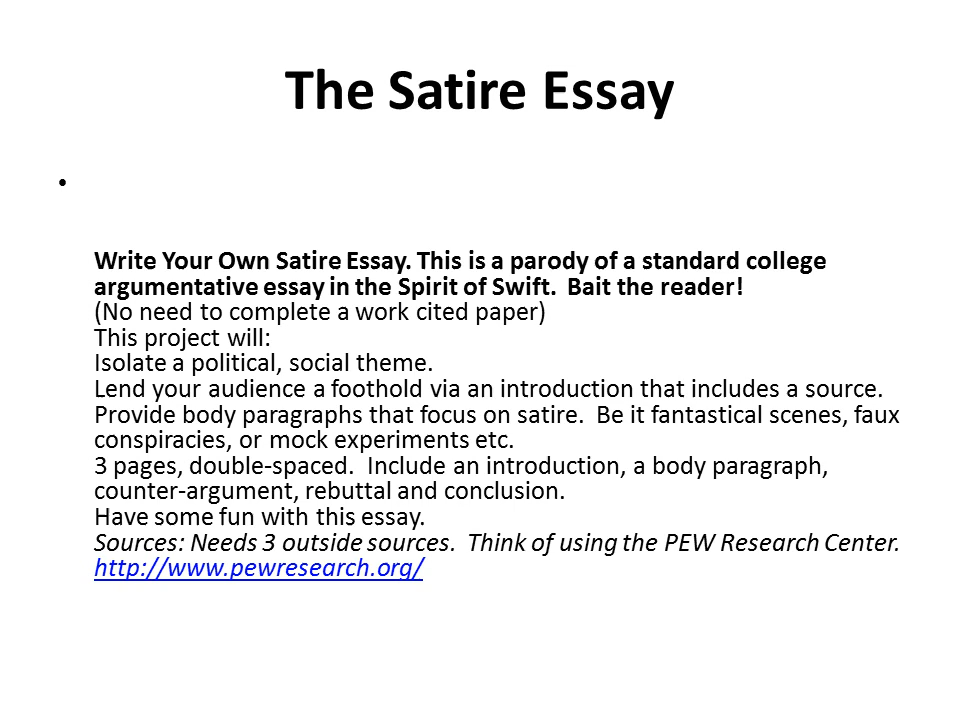 The Satire Essay
•
Write Your Own Satire Essay. This is a parody of a standard college
argumentative essay in the Spirit of Swift.  Bait the reader!
(No need to complete a work cited paper)
This project will:
Isolate a political, social theme.
Lend your audience a foothold via an introduction that includes a source.
Provide body paragraphs that focus on satire.  Be it fantastical scenes, faux
conspiracies, or mock experiments etc.
3 pages, double-spaced.  Include an introduction, a body paragraph,
counter-argument, rebuttal and conclusion.
Have some fun with this essay.
Sources: Needs 3 outside sources.  Think of using the PEW Research Center.
http://www.pewresearch.org/